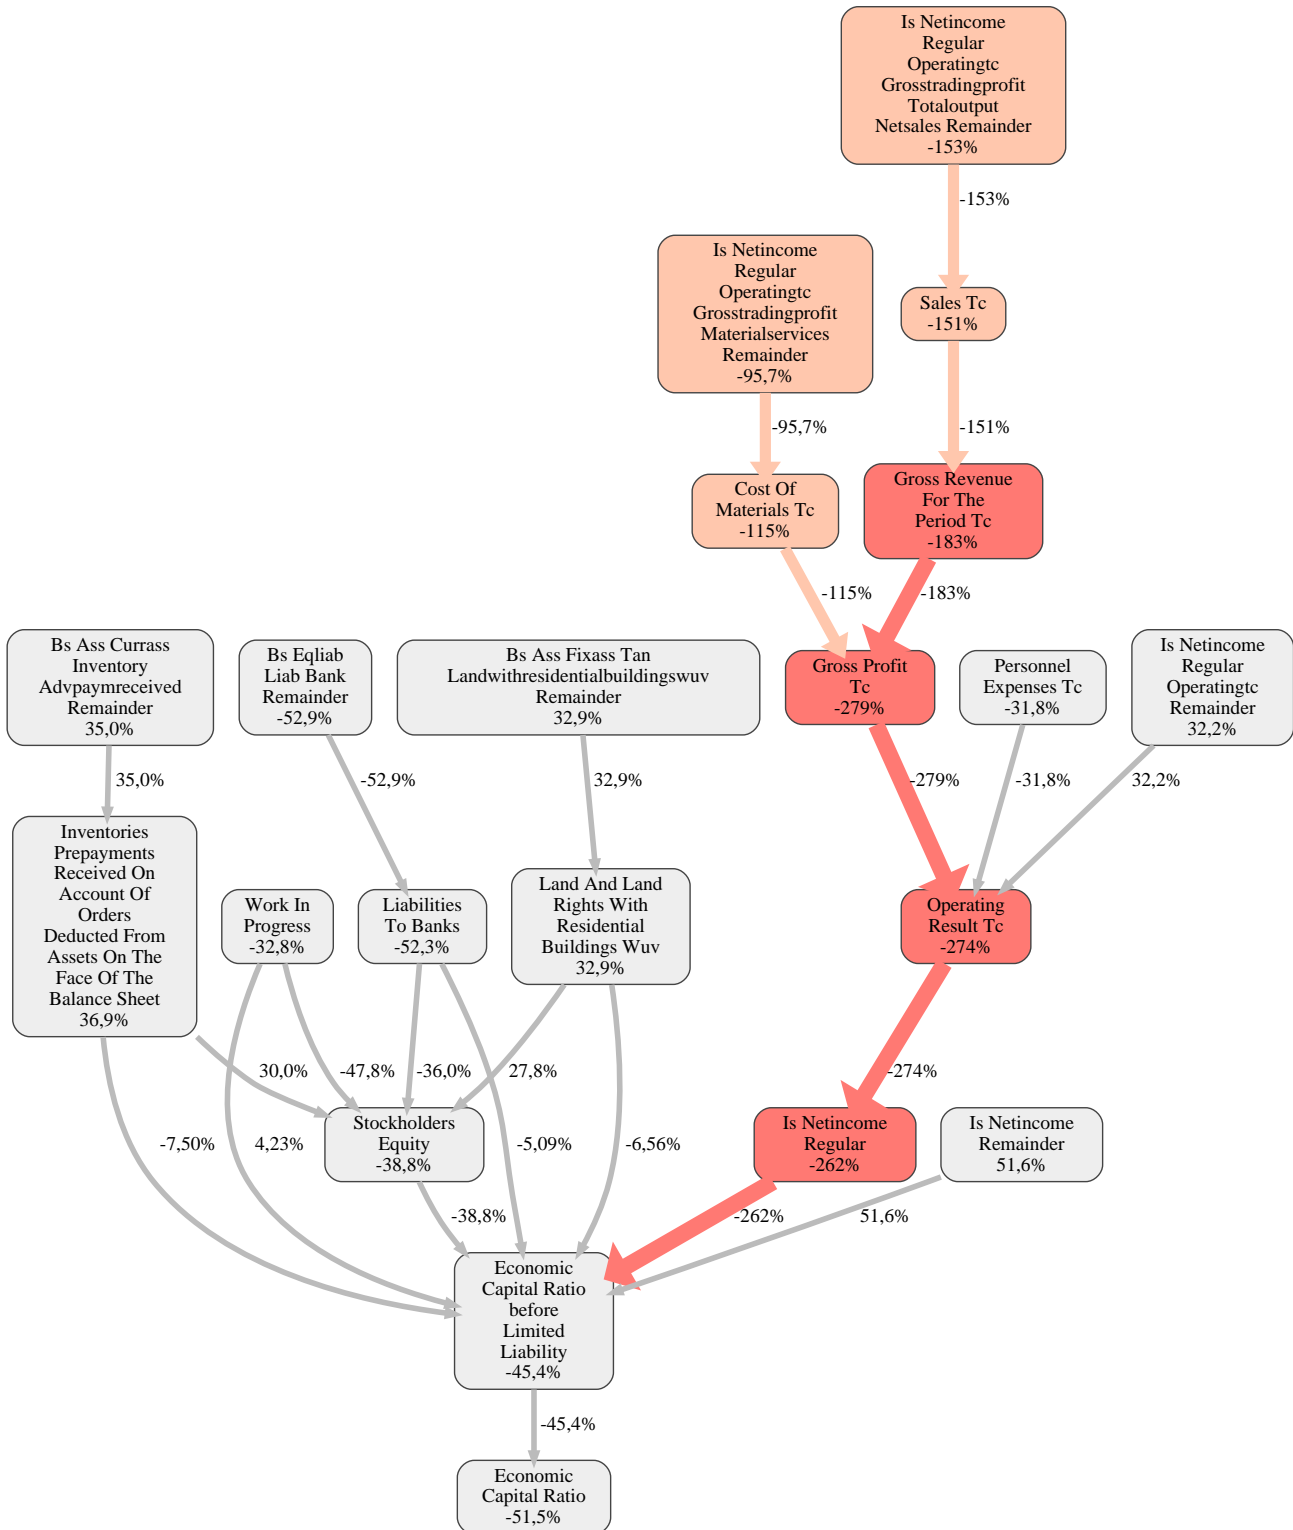 Is Netincome
Regular
Operatingtc
Grosstradingprofit
Totaloutput
Netsales Remainder
-153%
-153%
Is Netincome
Regular
Operatingtc
Grosstradingprofit
Materialservices
Remainder
-95,7%
Sales Tc
-151%
-95,7%
-151%
Cost Of
Materials Tc
-115%
Gross Revenue
For The
Period Tc
-183%
-115%
-183%
Bs Ass Currass
Inventory
Advpaymreceived
Remainder
35,0%
Bs Eqliab
Liab Bank
Remainder
-52,9%
Bs Ass Fixass Tan
Landwithresidentialbuildingswuv
Remainder
32,9%
Gross Profit
Tc
-279%
Personnel
Expenses Tc
-31,8%
Is Netincome
Regular
Operatingtc
Remainder
32,2%
35,0%
-52,9%
32,9%
-279%
-31,8%
32,2%
Inventories
Prepayments
Received On
Account Of
Orders
Deducted From
Assets On The
Face Of The
Balance Sheet
36,9%
Work In
Progress
-32,8%
Liabilities
To Banks
-52,3%
Land And Land
Rights With
Residential
Buildings Wuv
32,9%
Operating
Result Tc
-274%
30,0%
-47,8%
-36,0%
27,8%
-274%
-7,50%
4,23%
Stockholders
Equity
-38,8%
-5,09%
-6,56%
Is Netincome
Regular
-262%
Is Netincome
Remainder
51,6%
-38,8%
-262%
51,6%
Economic
Capital Ratio
before
Limited
Liability
-45,4%
-45,4%
Economic
Capital Ratio
-51,5%